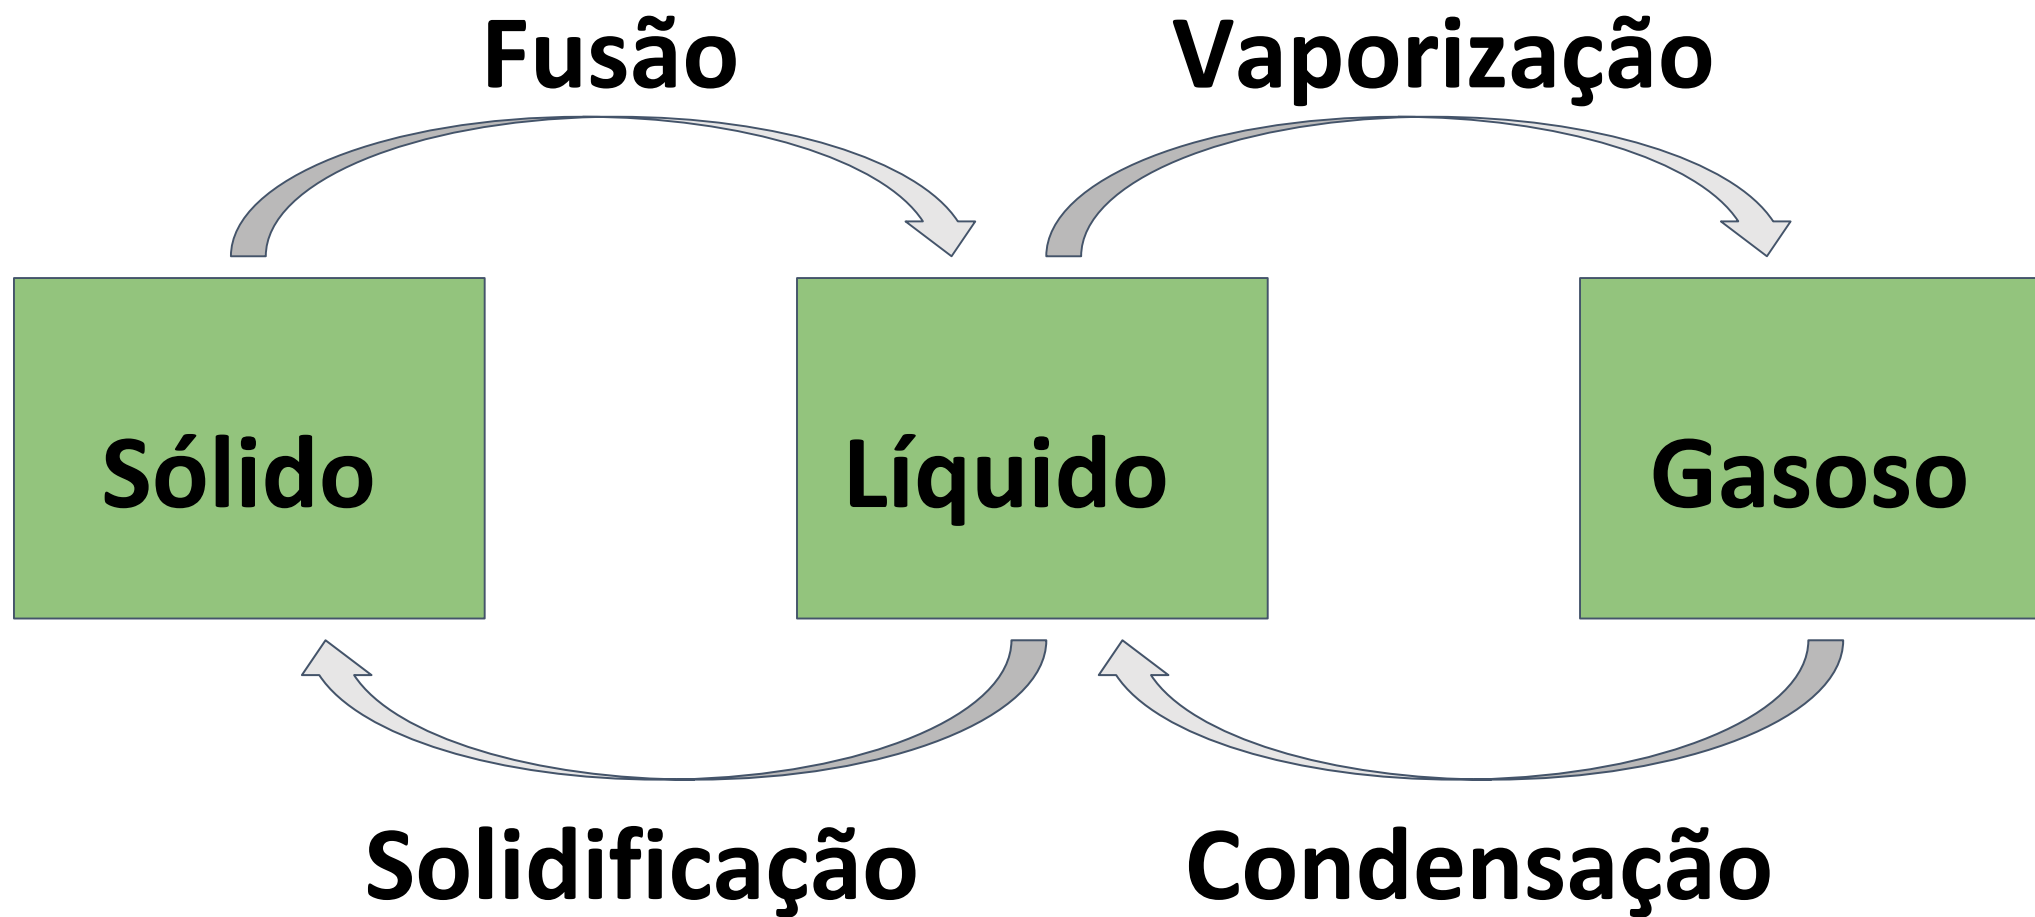 Fusão
Vaporização
Sólido
Líquido
Gasoso
Solidificação
Condensação